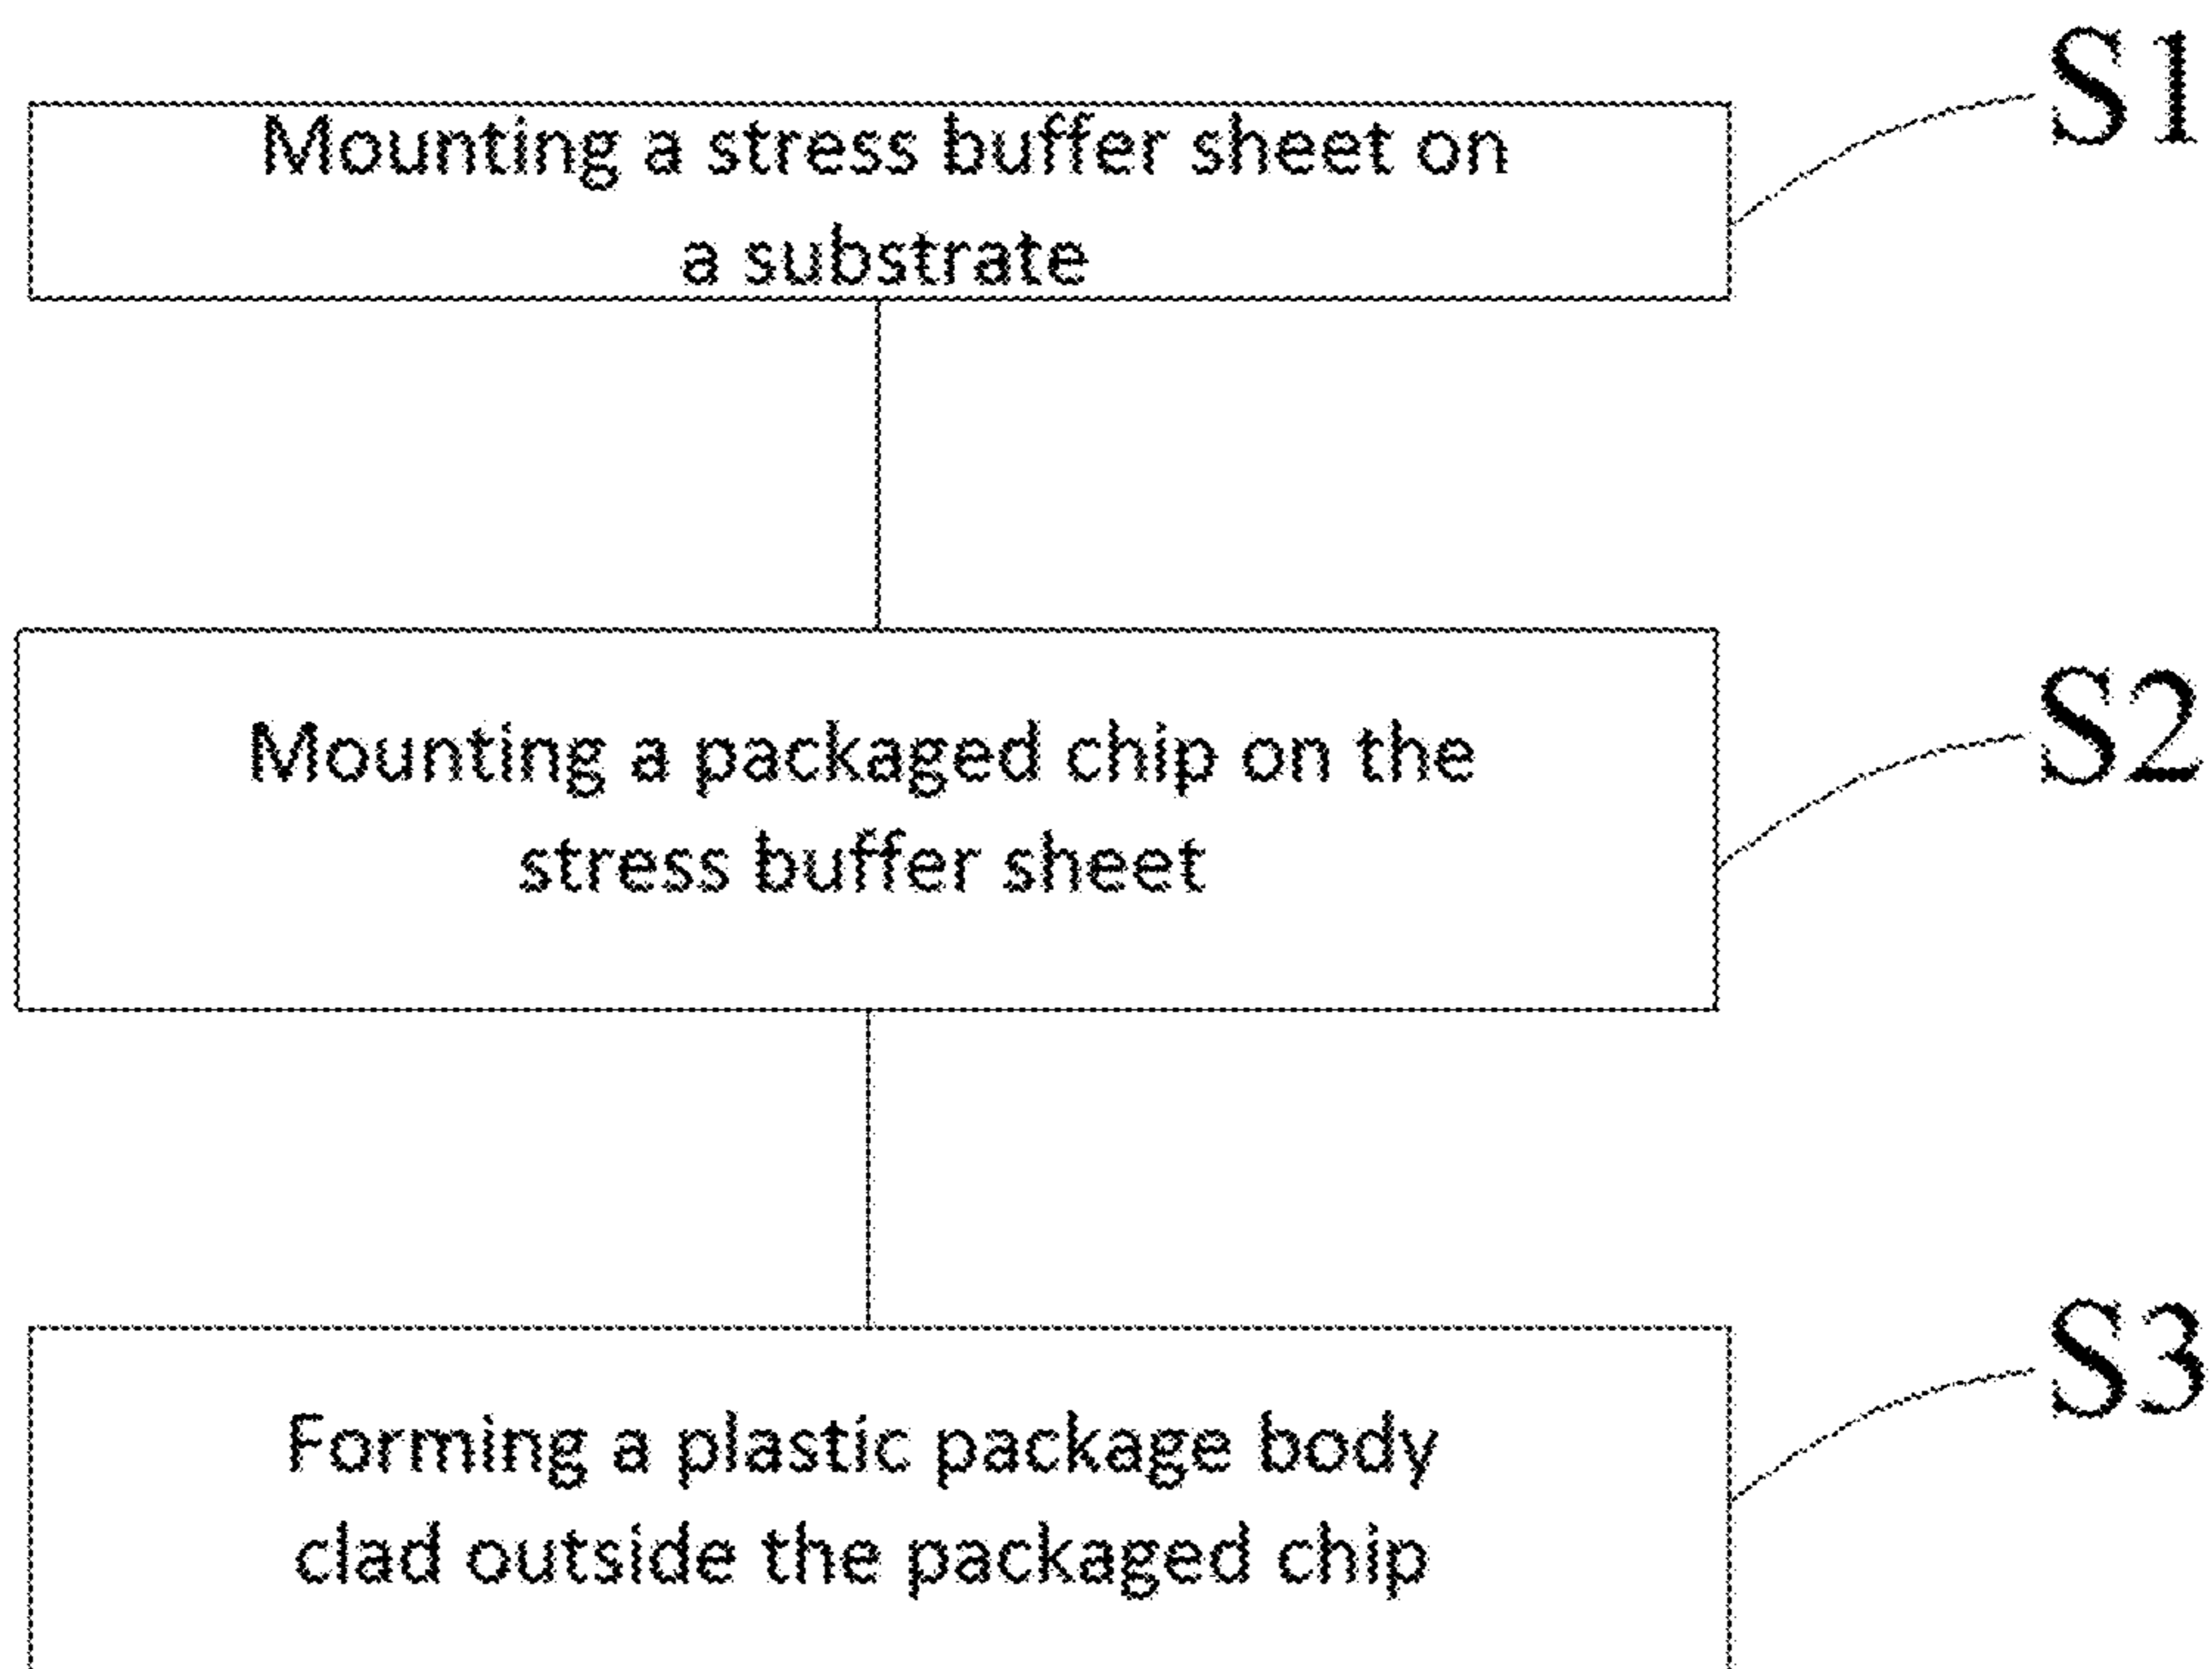 S1
Mounting a stress buffer sheet on
a substrate
S2
Mounting a packaged chip on the
stress buffer sheet
S3
Forming a plastic package body
clad outside the packaged chip